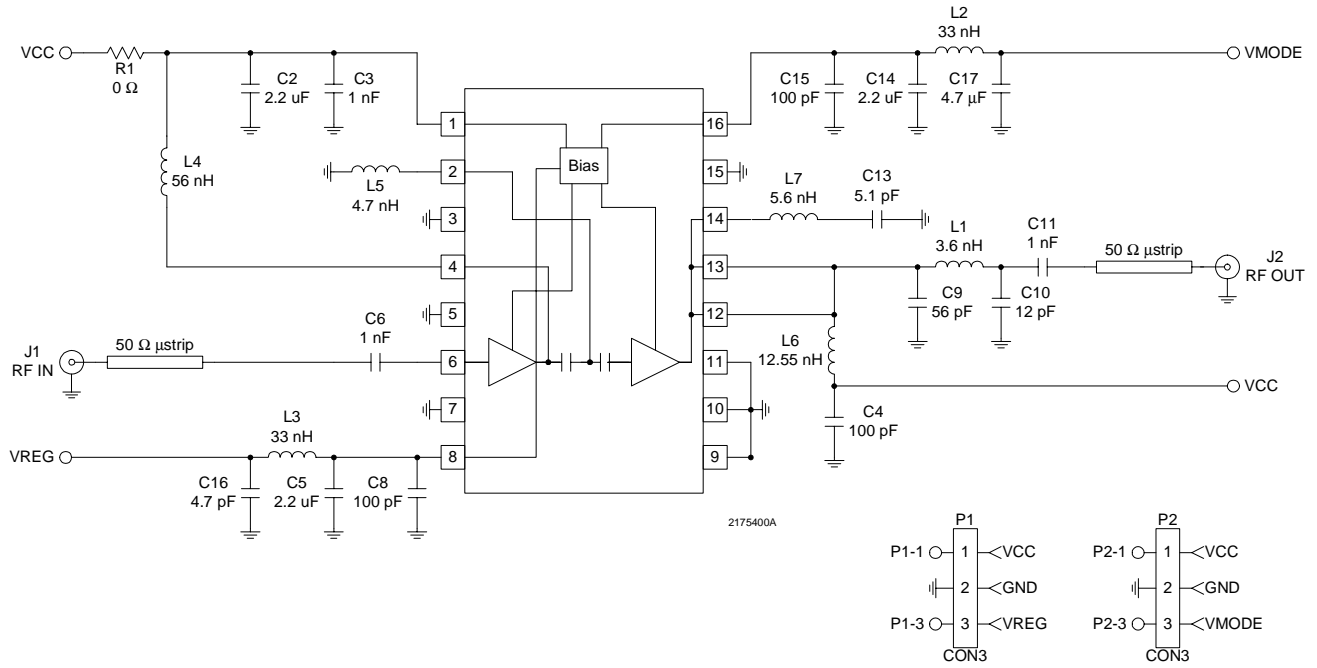 VCC
R1
0 Ω
C2
2.2 uF
C3
1 nF
L4
56 nH
L5
4.7 nH
J1
RF IN
50 Ω μstrip
C6
1 nF
VREG
L3
33 nH
C16
4.7 pF
C5
2.2 uF
C8
100 pF
1
2
3
4
5
6
7
8
Bias
16
15
14
13
12
11
10
9
L2
33 nH
VMODE
C15
100 pF
C14
2.2 uF
C17
4.7 μF
L7
5.6 nH
C13
5.1 pF
L1
3.6 nH
C11
1 nF
50 Ω μstrip
J2
RF OUT
C9
56 pF
C10
12 pF
L6
12.55 nH
VCC
C4
100 pF
2175400A
P1
P1-1
1
VCC
2
GND
P1-3
3
VREG
CON3
P2
P2-1
1
VCC
2
GND
P2-3
3
VMODE
CON3